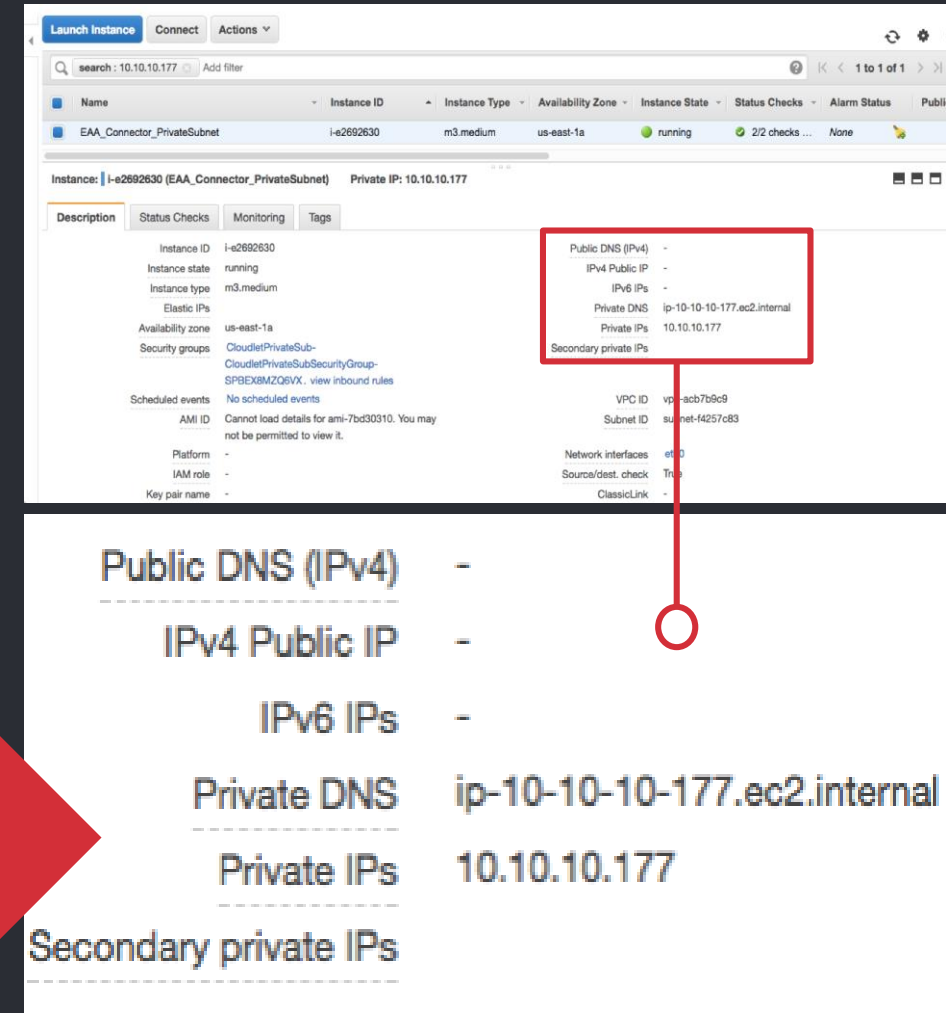 Launch Instance Connect Actions
search : 10.10.10.177 Add filter 1 to 1 of 1
Name Instance ID Instance Type Availability Zone Instance State Status Checks Alarm Status Publi
EAA_Connector_PrivateSubnet i-e2692630 m3.medium us-east-1a running 2/2 checks ... None
Instance: i-e2692630 (EAA_Connector_PrivateSubnet) Private IP: 10.10.10.177
Description Status Checks Monitoring Tags
Instance ID i-e2692630
Instance state running
Instance type m3.medium
Elastic IPs
Availability zone us-east-1a
Security groups CloudletPrivateSub-
CloudletPrivateSubSecurityGroup-
SPBEX8MZQ6VX. view inbound rules
Scheduled events No scheduled events
AMI ID Cannot load details for ami-7bd30310. You may
not be permitted to view it.
Platform -
IAM role -
Key pair name -
Public DNS (IPv4) -
IPv4 Public IP -
IPv6 IPs -
Private DNS ip-10-10-10-177.ec2.internal
Private IPs 10.10.10.177
Secondary private IPs
VPC ID
Subnet ID
Network interfaces
Source/dest. check
ClassicLink -
Public DNS (IPv4) -
IPv4 Public IP -
IPv6 IPs -
Private DNS ip-10-10-10-177.ec2.internal
Private IPs 10.10.10.177
Secondary private IPs